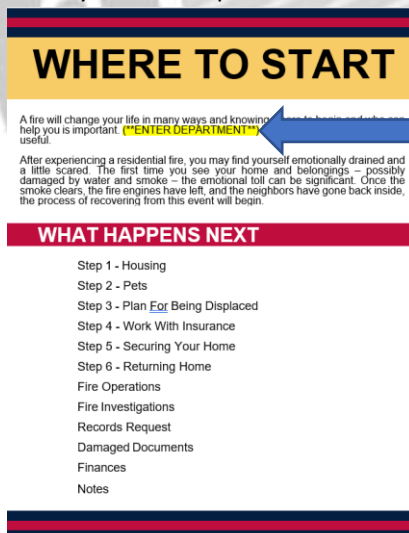 WHERE TO START
A fire will change your life in many ways and knowing
help you is important. (**ENTER DEPARTMENT**)
useful.
After experiencing a residential fire, you may find yourself emotionally drained and
a little scared. The first time you see your home and belongings – possibly
damaged by water and smoke – the emotional toll can be significant. Once the
smoke clears, the fire engines have left, and the neighbors have gone back inside,
the process of recovering from this event will begin.
WHAT HAPPENS NEXT
Step 1 - Housing
Step 2 - Pets
Step 3 - Plan For Being Displaced
Step 4 - Work With Insurance
Step 5 - Securing Your Home
Step 6 - Returning Home
Fire Operations
Fire Investigations
Records Request
Damaged Documents
Finances
Notes